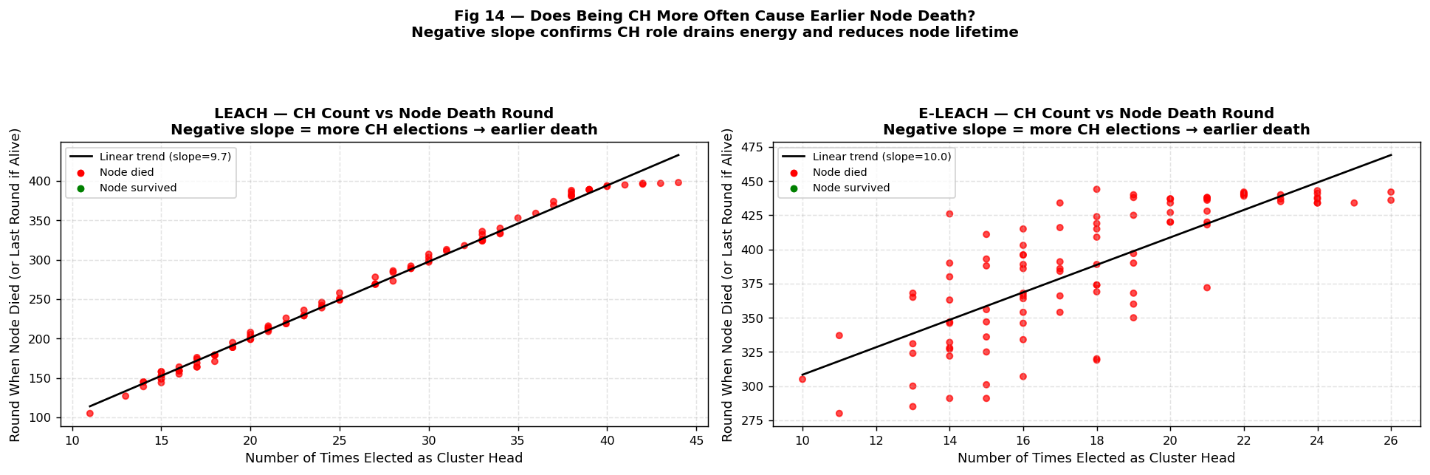 Fig 14 — Does Being CH More Often Cause Earlier Node Death?
Negative slope confirms CH role drains energy and reduces node lifetime
LEACH — CH Count vs Node Death Round
Negative slope = more CH elections → earlier death
Round When Node Died (or Last Round if Alive)
400
350
300
250
200
150
100
Linear trend (slope=9.7)
Node died
Node survived
10 15 20 25 30 35 40 45
Number of Times Elected as Cluster Head
E-LEACH — CH Count vs Node Death Round
Negative slope = more CH elections → earlier death
Round When Node Died (or Last Round if Alive)
475
450
425
400
375
350
325
300
275
Linear trend (slope=10.0)
Node died
Node survived
10 12 14 16 18 20 22 24 26
Number of Times Elected as Cluster Head